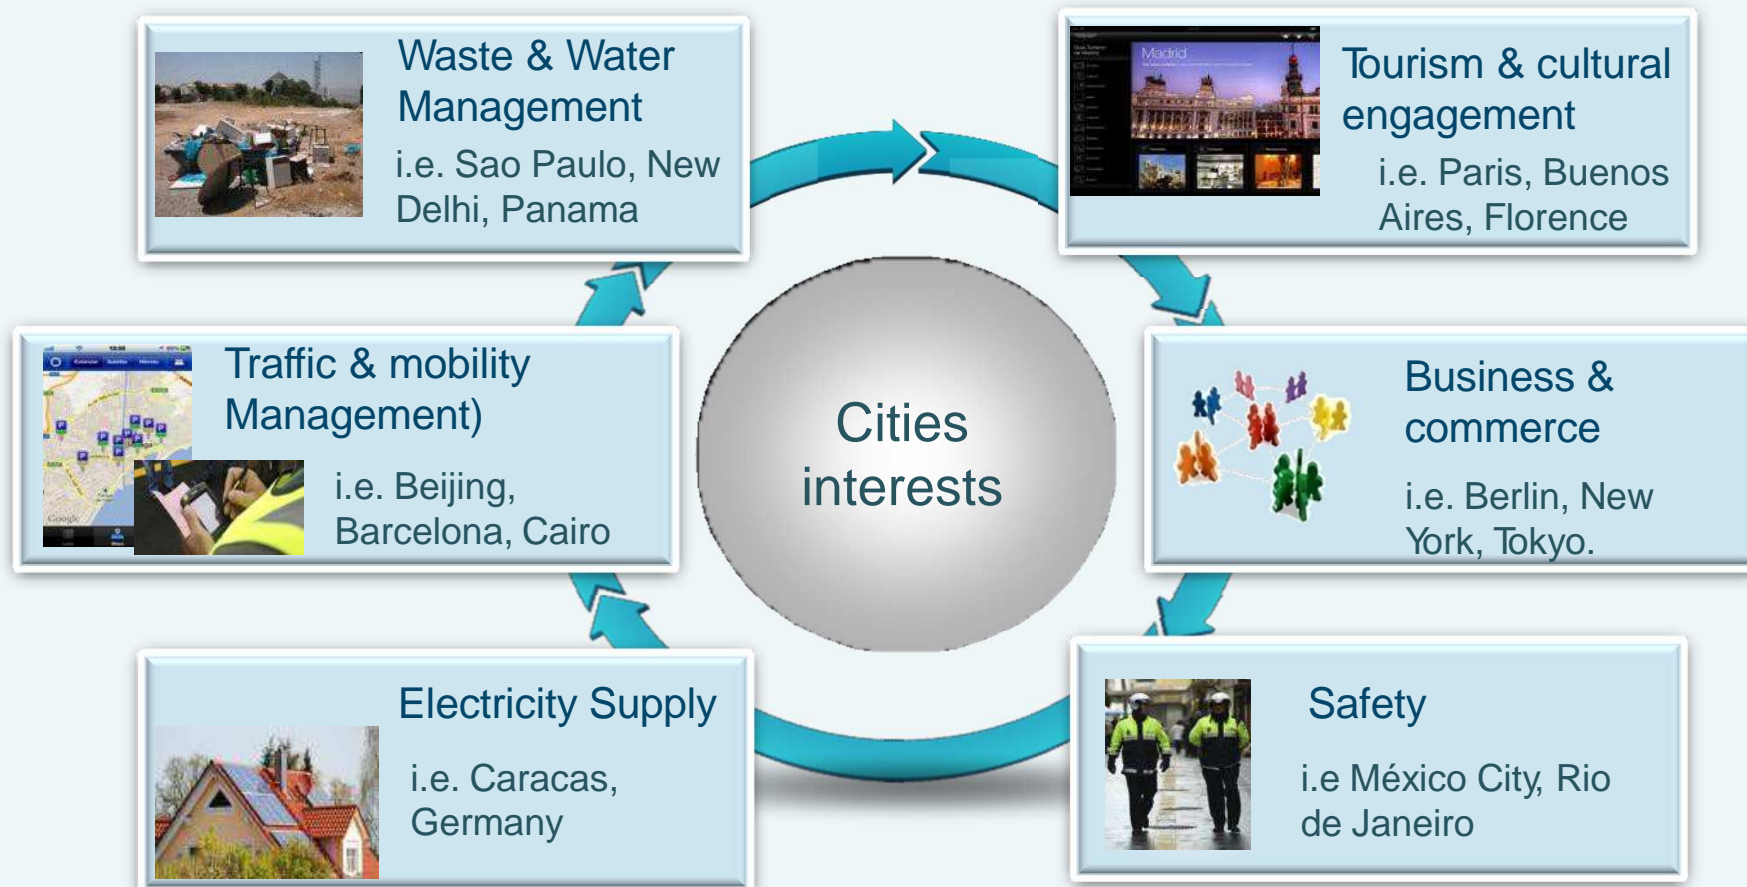 Waste & Water
Management
i.e. Sao Paulo, New
Delhi, Panama
Madrid
Tourism & cultural
engagement
i.e. Paris, Buenos
Aires, Florence
Traffic & mobility
Management)
i.e. Beijing,
Barcelona, Cairo
Google
Cities
interests
Business &
commerce
i.e. Berlin, New
York, Tokyo.
Electricity Supply
i.e. Caracas,
Germany
Safety
i.e México City, Rio
de Janeiro